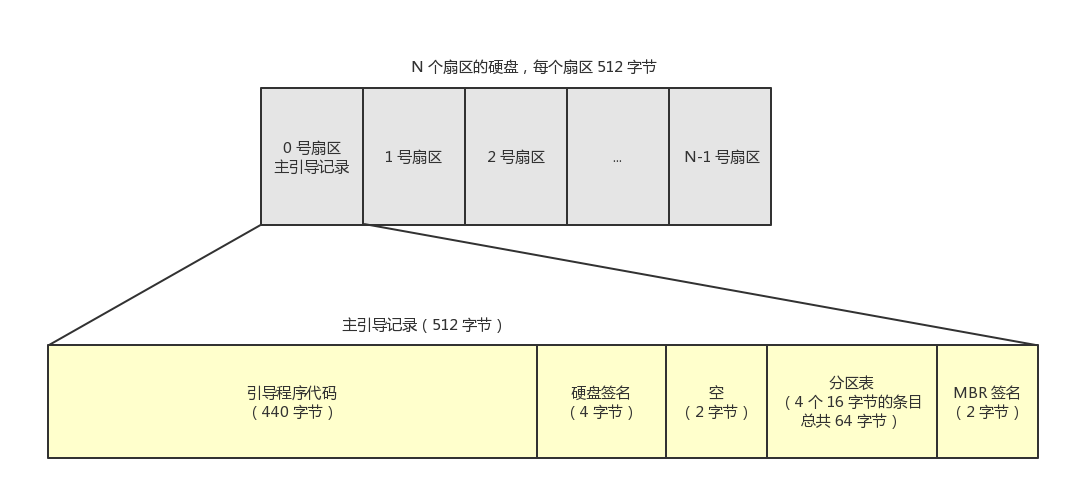 N 个扇区的硬盘，每个扇区 512 字节
0 号扇区
主引导记录
1 号扇区
2 号扇区
...
N-1 号扇区
主引导记录（512 字节）
引导程序代码
（440 字节）
硬盘签名
（4 字节）
空
（2 字节）
分区表
（4 个 16 字节的条目
总共 64 字节）
MBR 签名
（2 字节）